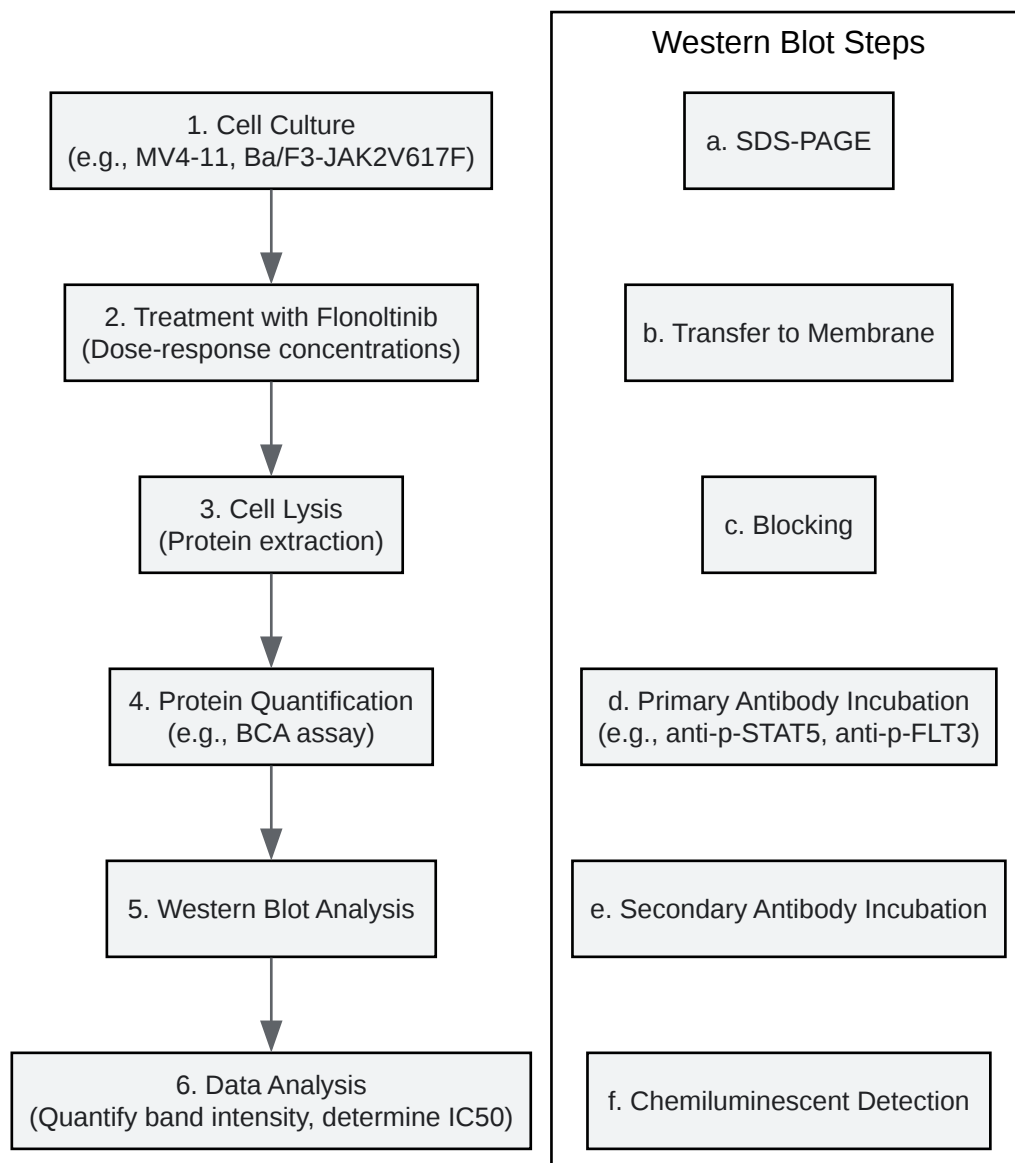 Western Blot Steps
1. Cell Culture
(e.g., MV4-11, Ba/F3-JAK2V617F)
2. Treatment with Flonoltinib
(Dose-response concentrations)
3. Cell Lysis
(Protein extraction)
4. Protein Quantification
(e.g., BCA assay)
5. Western Blot Analysis
6. Data Analysis
(Quantify band intensity, determine IC50)
a. SDS-PAGE
b. Transfer to Membrane
c. Blocking
d. Primary Antibody Incubation
(e.g., anti-p-STAT5, anti-p-FLT3)
e. Secondary Antibody Incubation
f. Chemiluminescent Detection